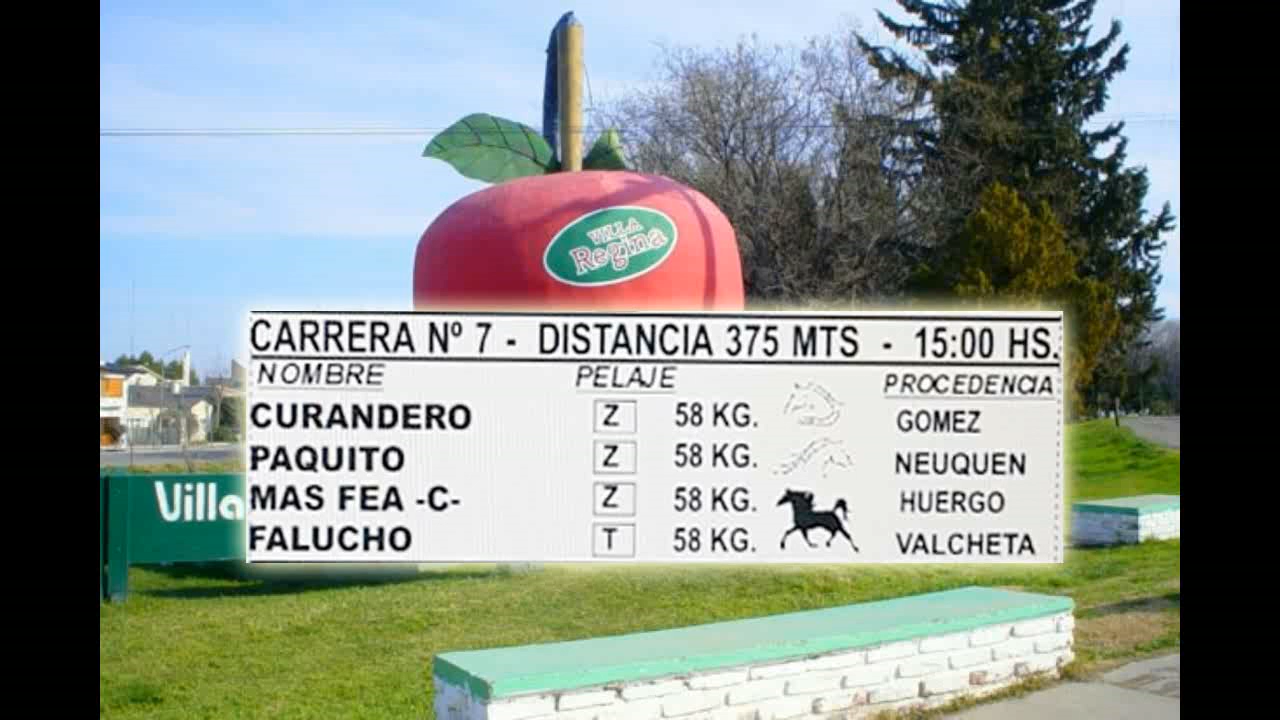 VILLA
Regina
CARRERA Nº 7 - DISTANCIA 375 MTS - 15:00 HS.
NOMBRE PELAJE PROCEDENCIA
CURANDERO Z 58 KG. GOMEZ
PAQUITO Z 58 KG. NEUQUEN
MAS FEA -C- Z 58 KG. HUERGO
FALUCHO T 58 KG. VALCHETA
Villa